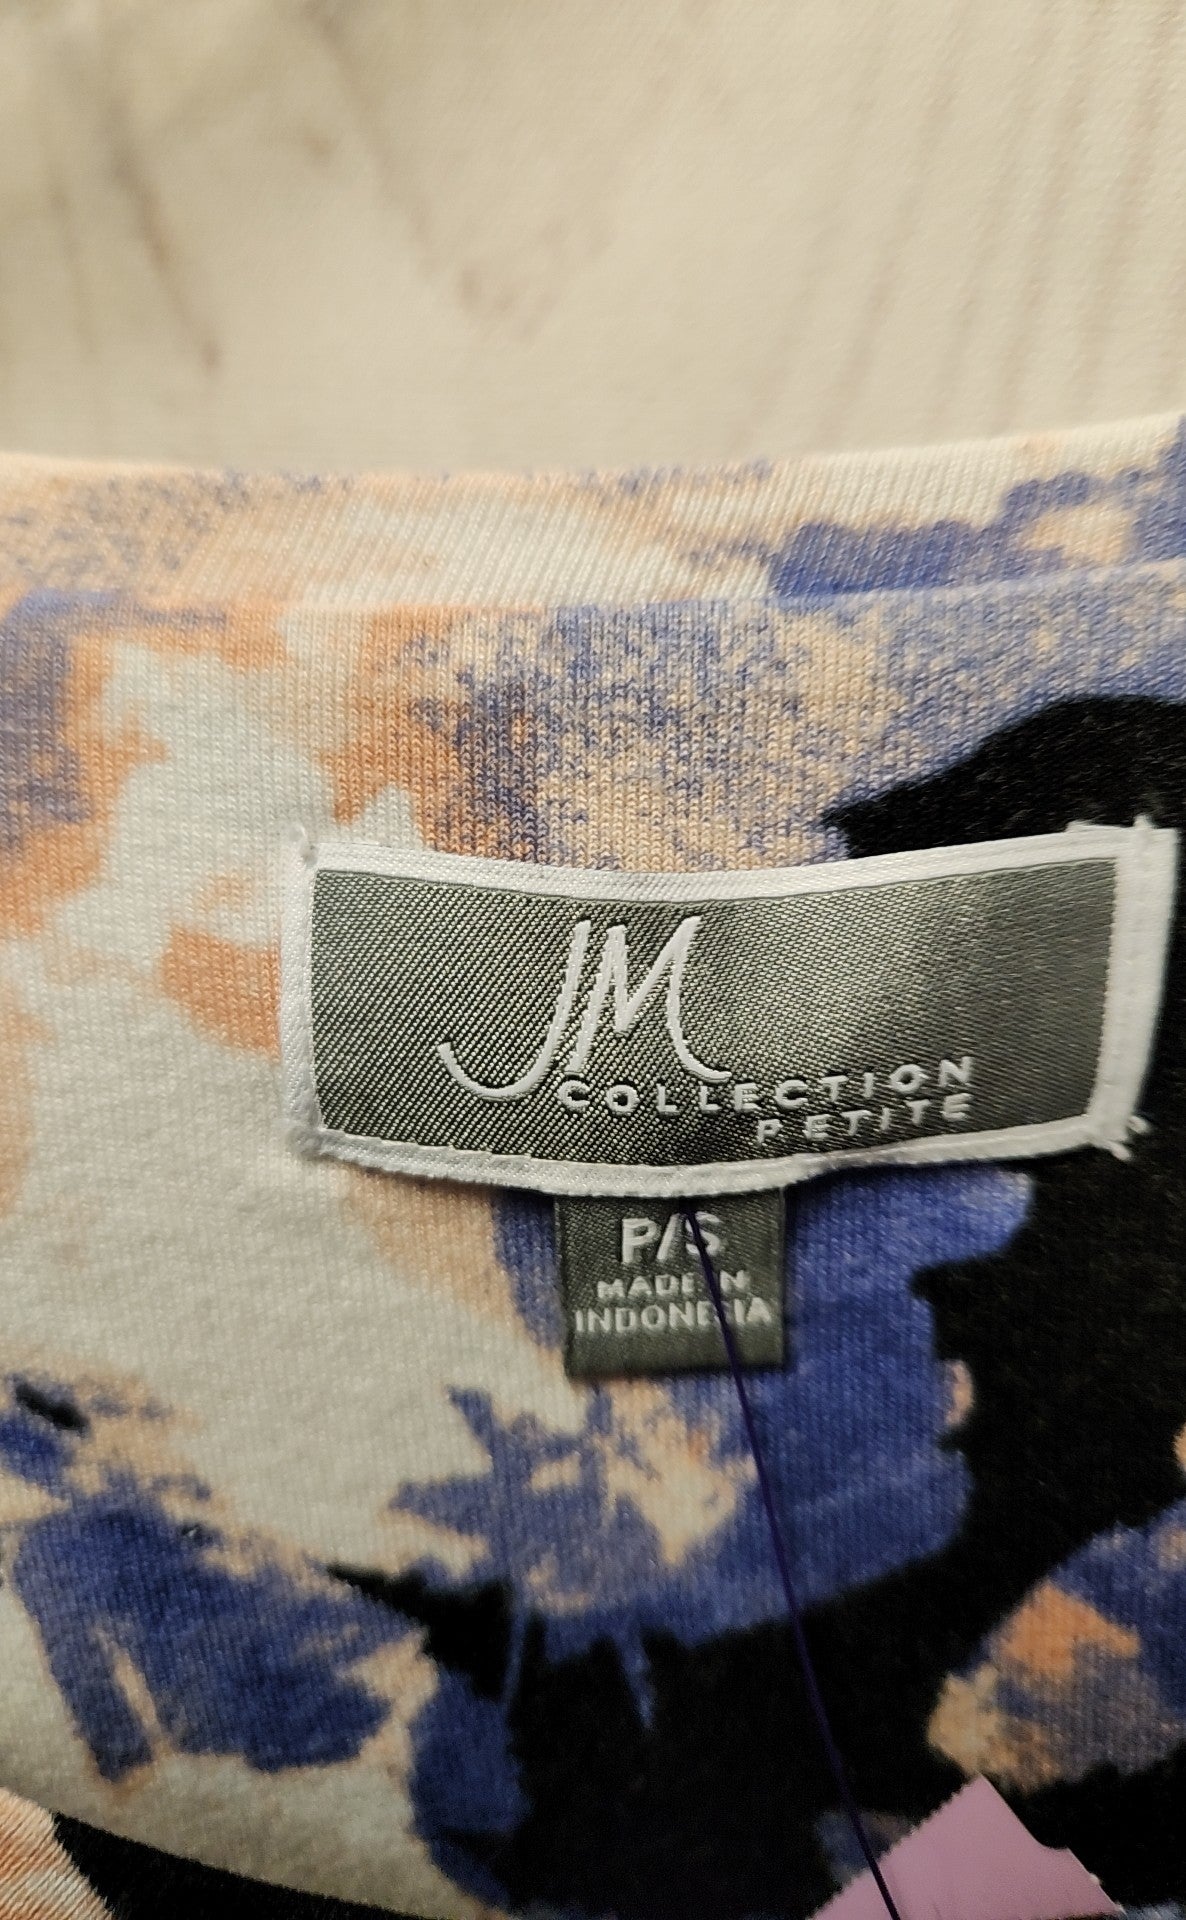 JM
COLLECTION
PETITE
P/S
MADE IN
INDONESIA